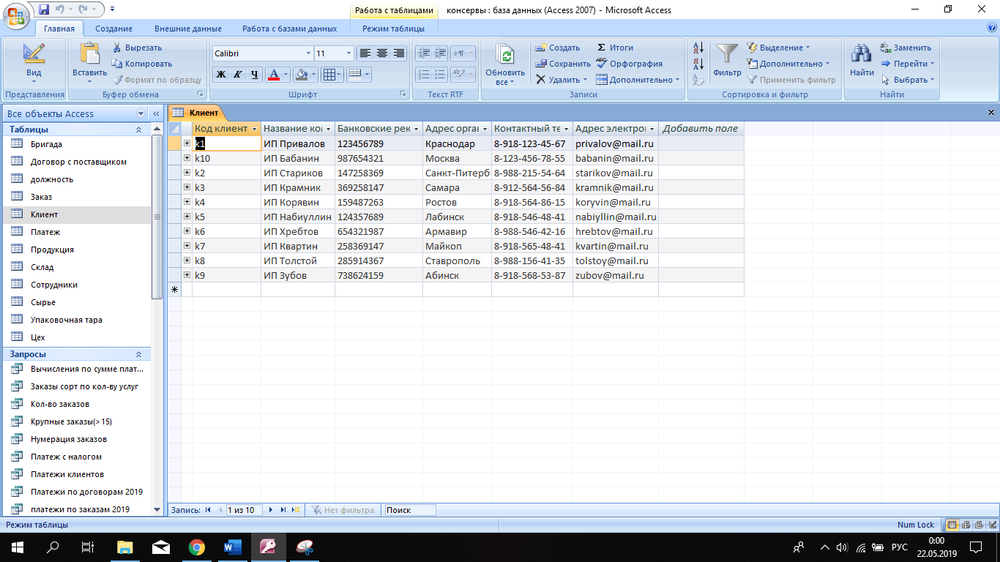 Работа с таблицами
консервы : база данных (Access 2007) - Microsoft Access
Главная Создание Внешние данные Работа с базами данных Режим таблицы
Вид
Представления
Вставить
Вырезать
Копировать
Формат по образцу
Буфер обмена
Calibri 11
Ж К Ч А
Шрифт
Текст RTF
Обновить все
Создать
Сохранить
Удалить
Итоги
Орфография
Дополнительно
Записи
Фильтр
Выделение
Дополнительно
Применить фильтр
Сортировка и фильтр
Найти
Заменить
Перейти
Выбрать
Найти
Все объекты Access
Таблицы
Бригада
Договор с поставщиком
должность
Заказ
Клиент
Платеж
Продукция
Склад
Сотрудники
Сырье
Упаковочная тара
Цех
Запросы
Вычисления по сумме плат...
Заказы сорт по кол-ву услуг
Кол-во заказов
Крупные заказы(>15)
Нумерация заказов
Платеж с налогом
Платежи клиентов
Платежи по договорам 2019
платежи по заказам 2019
Клиент
Код клиент Название ко Банковские рек Адрес орган Контактный те Адрес электрон Добавить поле
k1 ИП Привалов 123456789 Краснодар 8-918-123-45-67 privalov@mail.ru
k10 ИП Бабанин 987654321 Москва 8-123-456-78-55 babanin@mail.ru
k2 ИП Стариков 147258369 Санкт-Питерб 8-988-215-54-64 starikov@mail.ru
k3 ИП Крамник 369258147 Самара 8-912-564-56-84 kramnik@mail.ru
k4 ИП Корявин 159487263 Ростов 8-918-564-86-15 koryvin@mail.ru
k5 ИП Набиуллин 124357689 Лабинск 8-918-546-48-41 nabiyllin@mail.ru
k6 ИП Хребтов 654321987 Армавир 8-988-546-42-16 hrebtov@mail.ru
k7 ИП Квартин 258369147 Майкоп 8-918-565-48-41 kvartin@mail.ru
k8 ИП Толстой 285914367 Ставрополь 8-988-156-41-35 tolstoy@mail.ru
k9 ИП Зубов 738624159 Абинск 8-918-568-53-87 zubov@mail.ru
Запись: 1 из 10 Нет фильтра Поиск
Режим таблицы Num Lock
РУС
0:00
22.05.2019